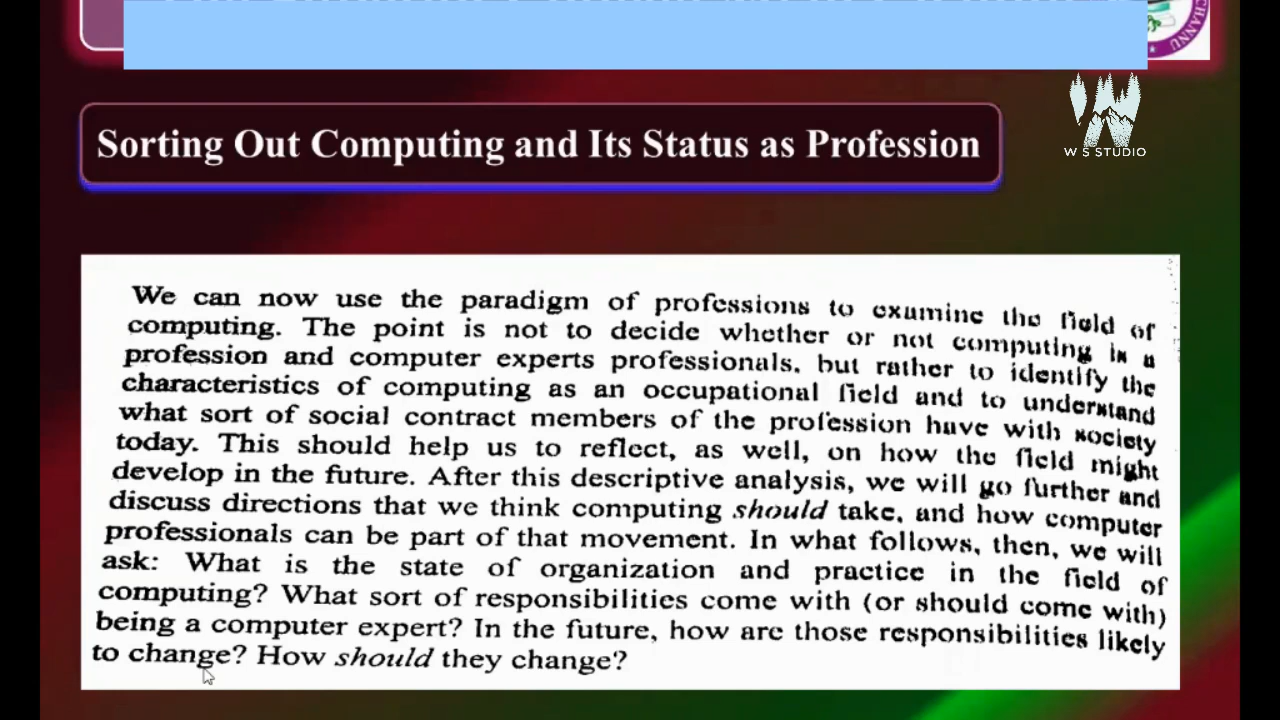 CHANNU
W S STUDIO
Sorting Out Computing and Its Status as Profession
We can now use the paradigm of professions to examine the field of
computing. The point is not to decide whether or not computing is a
profession and computer experts professionals, but rather to identify the
characteristics of computing as an occupational field and to understand
what sort of social contract members of the profession have with society
today. This should help us to reflect, as well, on how the field might
develop in the future. After this descriptive analysis, we will go further and
discuss directions that we think computing should take, and how computer
professionals can be part of that movement. In what follows, then, we will
ask: What is the state of organization and practice in the field of
computing? What sort of responsibilities come with (or should come with)
being a computer expert? In the future, how are those responsibilities likely
to change? How should they change?